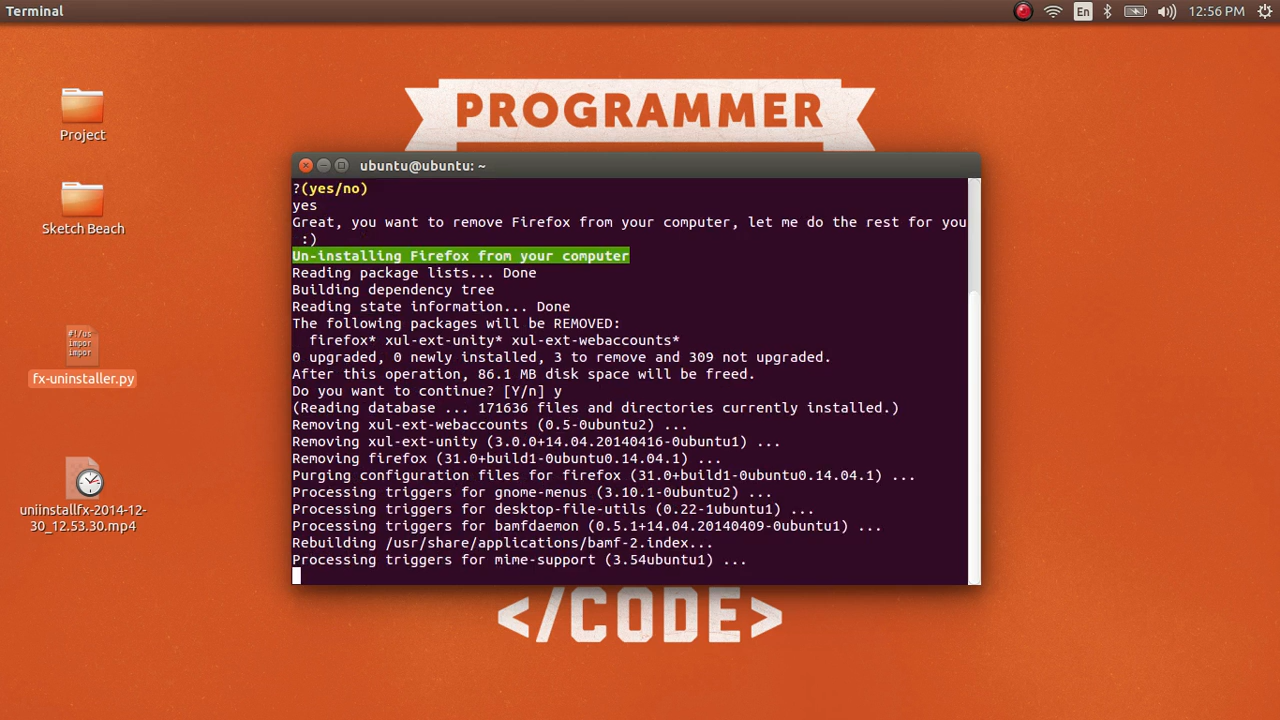 Terminal
En
12:56 PM
PROGRAMMER
Project
Sketch Beach
#!/us
impor
impor
fx-uninstaller.py
uniinstallfx-2014-12-
30_12.53.30.mp4
ubuntu@ubuntu: ~
?(yes/no)
yes
Great, you want to remove Firefox from your computer, let me do the rest for you
:)
Un-installing Firefox from your computer
Reading package lists... Done
Building dependency tree
Reading state information... Done
The following packages will be REMOVED:
firefox* xul-ext-unity* xul-ext-webaccounts*
0 upgraded, 0 newly installed, 3 to remove and 309 not upgraded.
After this operation, 86.1 MB disk space will be freed.
Do you want to continue? [Y/n] y
(Reading database ... 171636 files and directories currently installed.)
Removing xul-ext-webaccounts (0.5-0ubuntu2) ...
Removing xul-ext-unity (3.0.0+14.04.20140416-0ubuntu1) ...
Removing firefox (31.0+build1-0ubuntu0.14.04.1) ...
Purging configuration files for firefox (31.0+build1-0ubuntu0.14.04.1) ...
Processing triggers for gnome-menus (3.10.1-0ubuntu2) ...
Processing triggers for desktop-file-utils (0.22-1ubuntu1) ...
Processing triggers for bamfdaemon (0.5.1+14.04.20140409-0ubuntu1) ...
Rebuilding /usr/share/applications/bamf-2.index...
Processing triggers for mime-support (3.54ubuntu1) ...
</CODE>